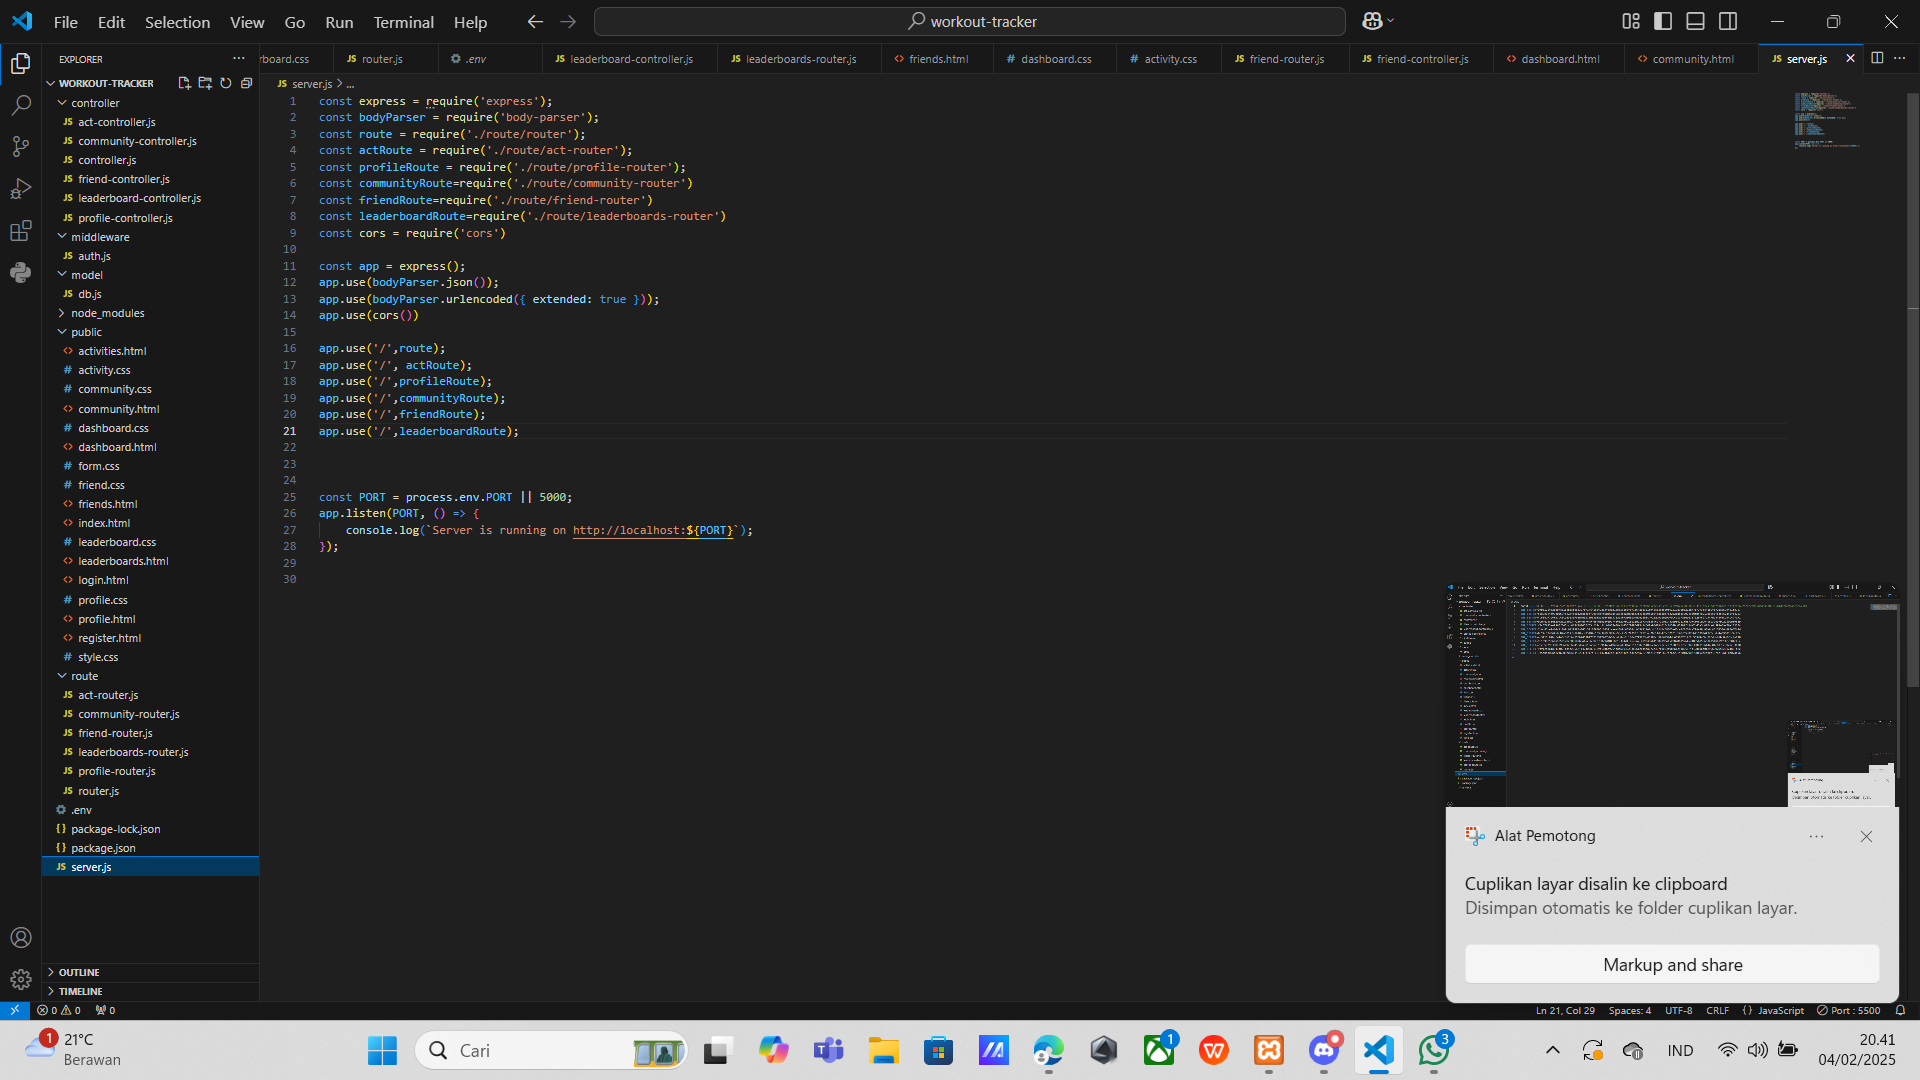 File Edit Selection View Go Run Terminal Help
workout-tracker
EXPLORER
rboard.css
router.js
.env
leaderboard-controller.js
leaderboards-router.js
friends.html
dashboard.css
activity.css
friend-router.js
friend-controller.js
dashboard.html
community.html
server.js
WORKOUT-TRACKER
controller
act-controller.js
community-controller.js
controller.js
friend-controller.js
leaderboard-controller.js
profile-controller.js
middleware
auth.js
model
db.js
node_modules
public
activities.html
activity.css
community.css
community.html
dashboard.css
dashboard.html
form.css
friend.css
friends.html
index.html
leaderboard.css
leaderboards.html
login.html
profile.css
profile.html
register.html
style.css
route
act-router.js
community-router.js
friend-router.js
leaderboards-router.js
profile-router.js
router.js
.env
package-lock.json
package.json
server.js
OUTLINE
TIMELINE
server.js > ...
1 const express = require('express');
2 const bodyParser = require('body-parser');
3 const route = require('./route/router');
4 const actRoute = require('./route/act-router');
5 const profileRoute = require('./route/profile-router');
6 const communityRoute=require('./route/community-router')
7 const friendRoute=require('./route/friend-router')
8 const leaderboardRoute=require('./route/leaderboards-router')
9 const cors = require('cors')
10
11 const app = express();
12 app.use(bodyParser.json());
13 app.use(bodyParser.urlencoded({ extended: true }));
14 app.use(cors())
15
16 app.use('/',route);
17 app.use('/', actRoute);
18 app.use('/',profileRoute);
19 app.use('/',communityRoute);
20 app.use('/',friendRoute);
21 app.use('/',leaderboardRoute);
22
23
24
25 const PORT = process.env.PORT || 5000;
26 app.listen(PORT, () => {
27 console.log(`Server is running on http://localhost:${PORT}`);
28 });
29
30
Alat Pemotong
Cuplikan layar disalin ke clipboard
Disimpan otomatis ke folder cuplikan layar.
Markup and share
0 0 0
Ln 21, Col 29 Spaces: 4 UTF-8 CRLF {} JavaScript Port : 5500
1
21°C
Berawan
Cari
1
3
IND
20.41
04/02/2025